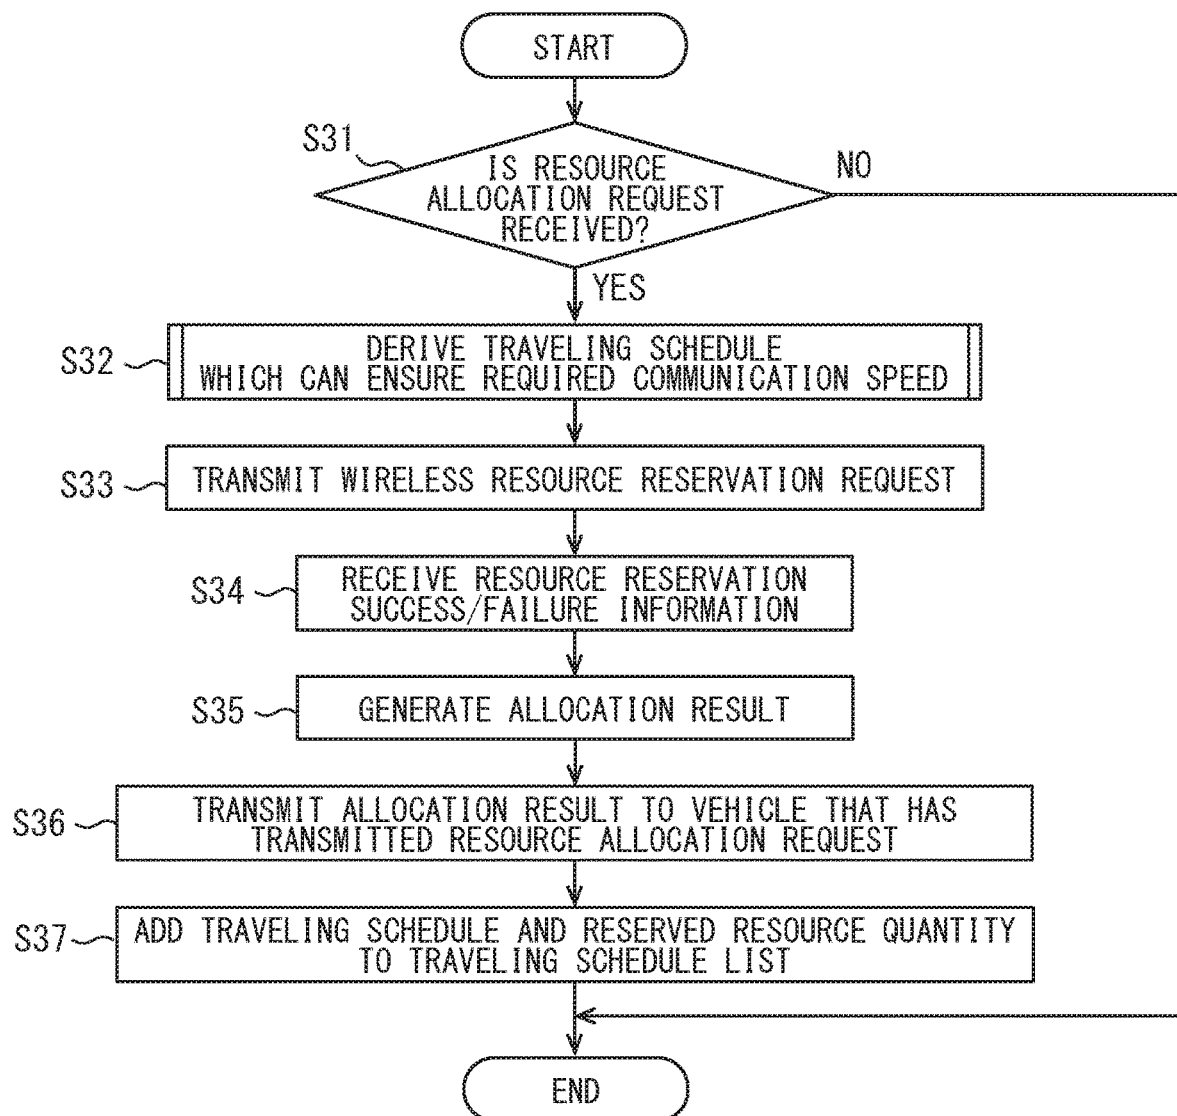 START
S31
IS RESOURCE
ALLOCATION REQUEST
RECEIVED?
NO
YES
S32
DERIVE TRAVELING SCHEDULE
WHICH CAN ENSURE REQUIRED COMMUNICATION SPEED
S33
TRANSMIT WIRELESS RESOURCE RESERVATION REQUEST
S34
RECEIVE RESOURCE RESERVATION
SUCCESS/FAILURE INFORMATION
S35
GENERATE ALLOCATION RESULT
S36
TRANSMIT ALLOCATION RESULT TO VEHICLE THAT HAS
TRANSMITTED RESOURCE ALLOCATION REQUEST
S37
ADD TRAVELING SCHEDULE AND RESERVED RESOURCE QUANTITY
TO TRAVELING SCHEDULE LIST
END